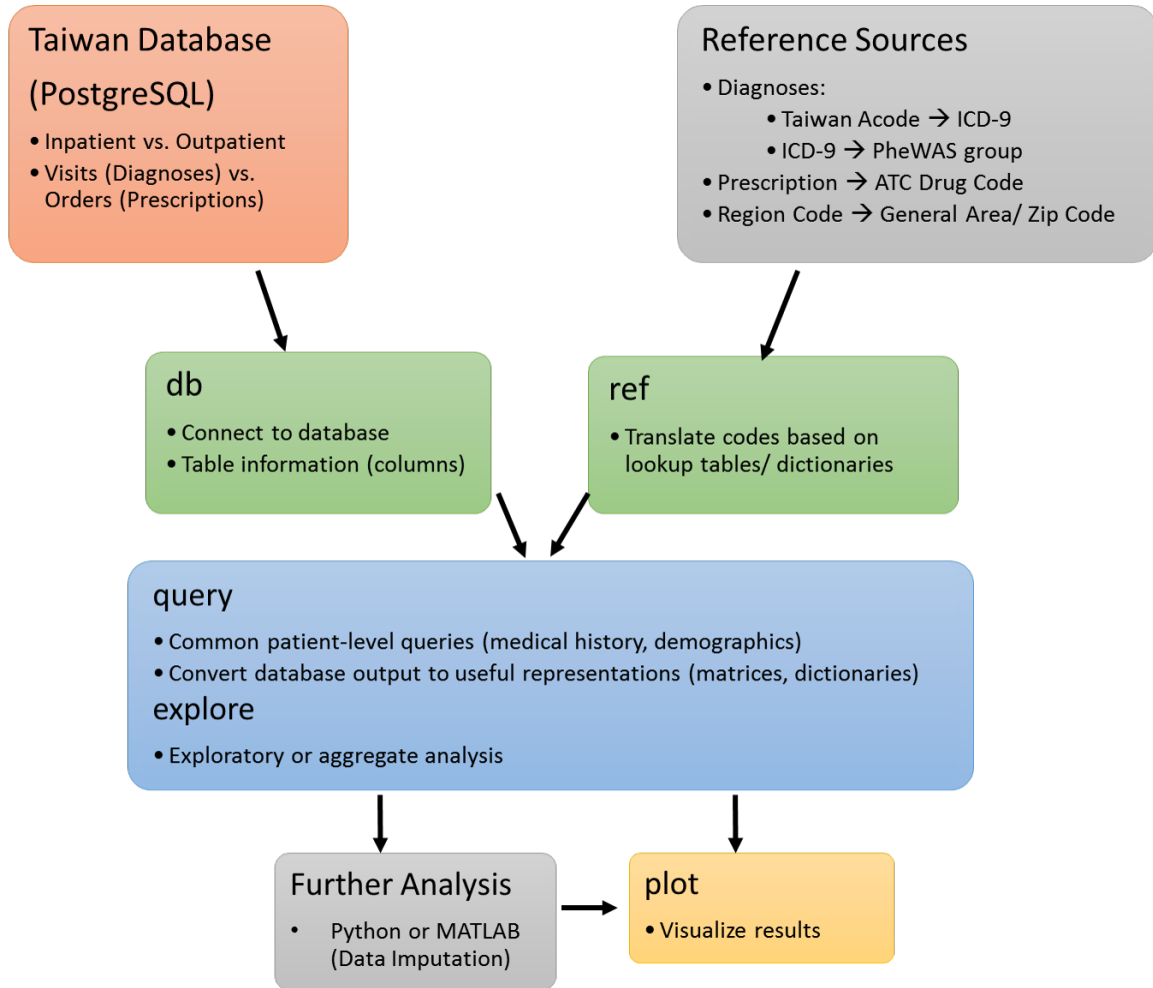 Taiwan Database
(PostgreSQL)
• Inpatient vs. Outpatient
• Visits (Diagnoses) vs.
Orders (Prescriptions)
Reference Sources
• Diagnoses:
• Taiwan Acode → ICD-9
• ICD-9 → PheWAS group
• Prescription → ATC Drug Code
• Region Code → General Area/ Zip Code
db
• Connect to database
• Table information (columns)
ref
• Translate codes based on
lookup tables/ dictionaries
query
• Common patient-level queries (medical history, demographics)
• Convert database output to useful representations (matrices, dictionaries)
explore
• Exploratory or aggregate analysis
Further Analysis
• Python or MATLAB
(Data Imputation)
plot
• Visualize results